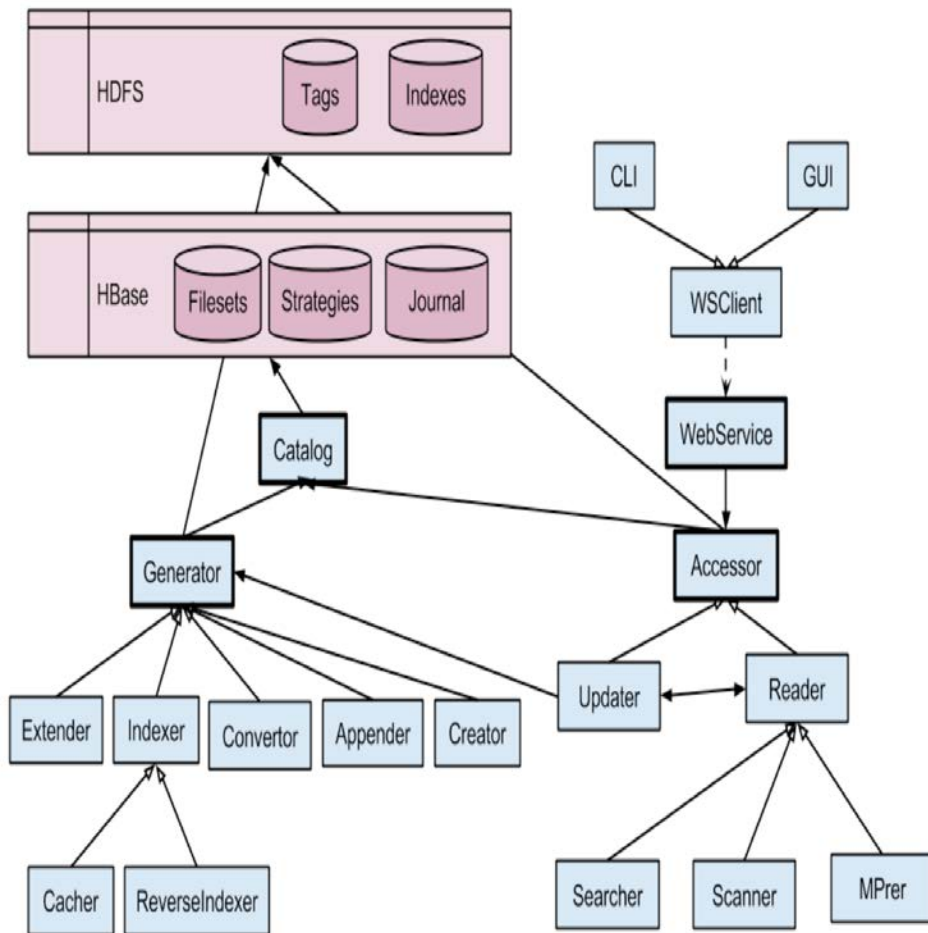 HDFS
Tags
Indexes
CLI
GUI
HBase
Filesets
Strategies
Journal
WSClient
Catalog
WebService
Generator
Accessor
Extender
Indexer
Convertor
Appender
Creator
Updater
Reader
Cacher
ReverseIndexer
Searcher
Scanner
MPrer